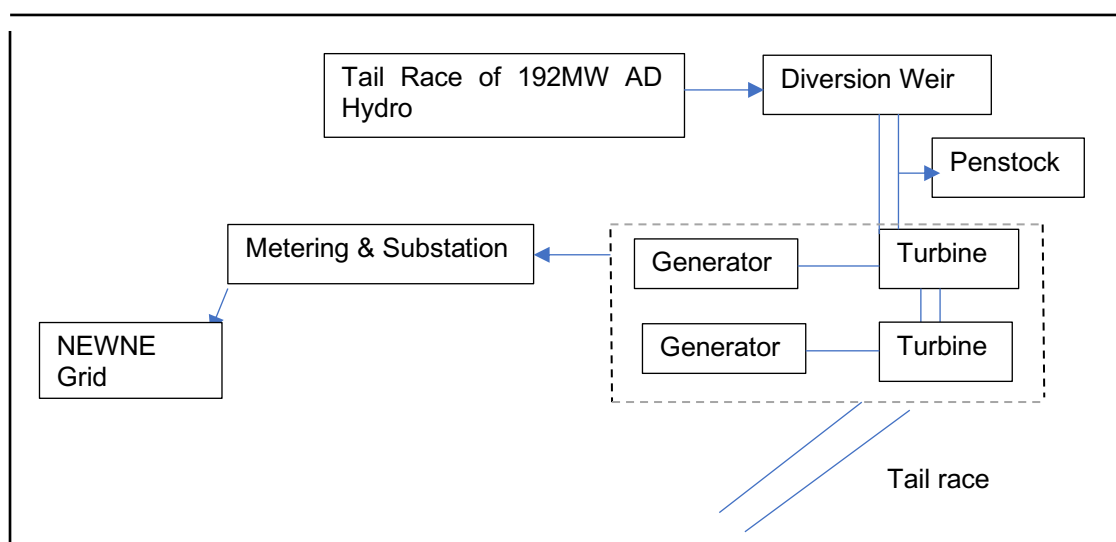 Tail Race of 192MW AD
Hydro
Diversion Weir
Penstock
Metering & Substation
Generator
Turbine
NEWNE
Grid
Generator
Turbine
Tail race